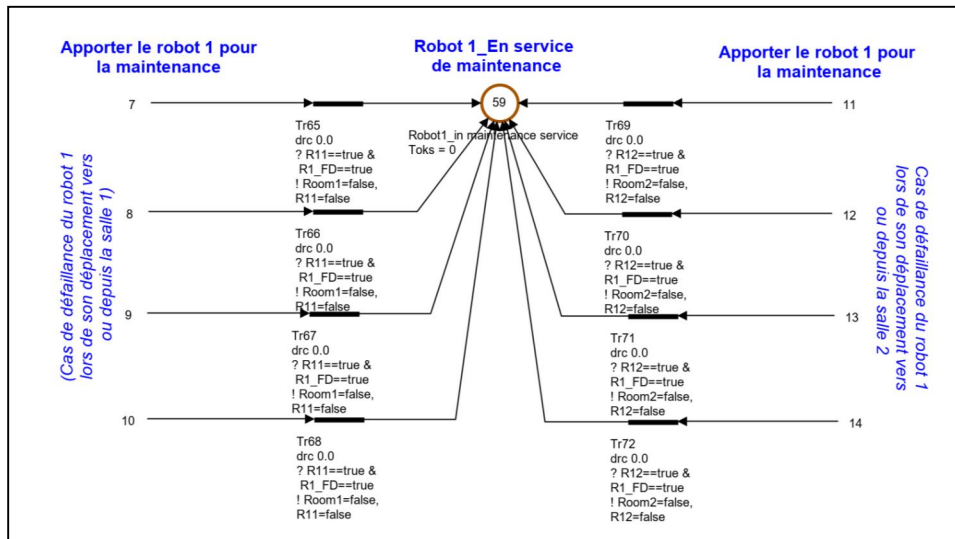 Apporter le robot 1 pour
la maintenance
Robot 1_En service
de maintenance
Apporter le robot 1 pour
la maintenance
(Cas de défaillance du robot 1
lors de son déplacement vers
ou depuis la salle 1)
7
Tr65
drc 0.0
? R11==true &
R1_FD==true
! Room1=false,
R11=false
8
Tr66
drc 0.0
? R11==true &
R1_FD==true
! Room1=false,
R11=false
9
Tr67
drc 0.0
? R11==true &
R1_FD==true
! Room1=false,
R11=false
10
Tr68
drc 0.0
? R11==true &
R1_FD==true
! Room1=false,
R11=false
59
Robot1_in maintenance service
Toks = 0
11
Tr69
drc 0.0
? R12==true &
R1_FD==true
! Room2=false,
R12=false
12
Tr70
drc 0.0
? R12==true &
R1_FD==true
! Room2=false,
R12=false
13
Tr71
drc 0.0
? R12==true &
R1_FD==true
! Room2=false,
R12=false
14
Tr72
drc 0.0
? R12==true &
R1_FD==true
! Room2=false,
R12=false
Cas de défaillance du robot 1
lors de son déplacement vers
ou depuis la salle 2